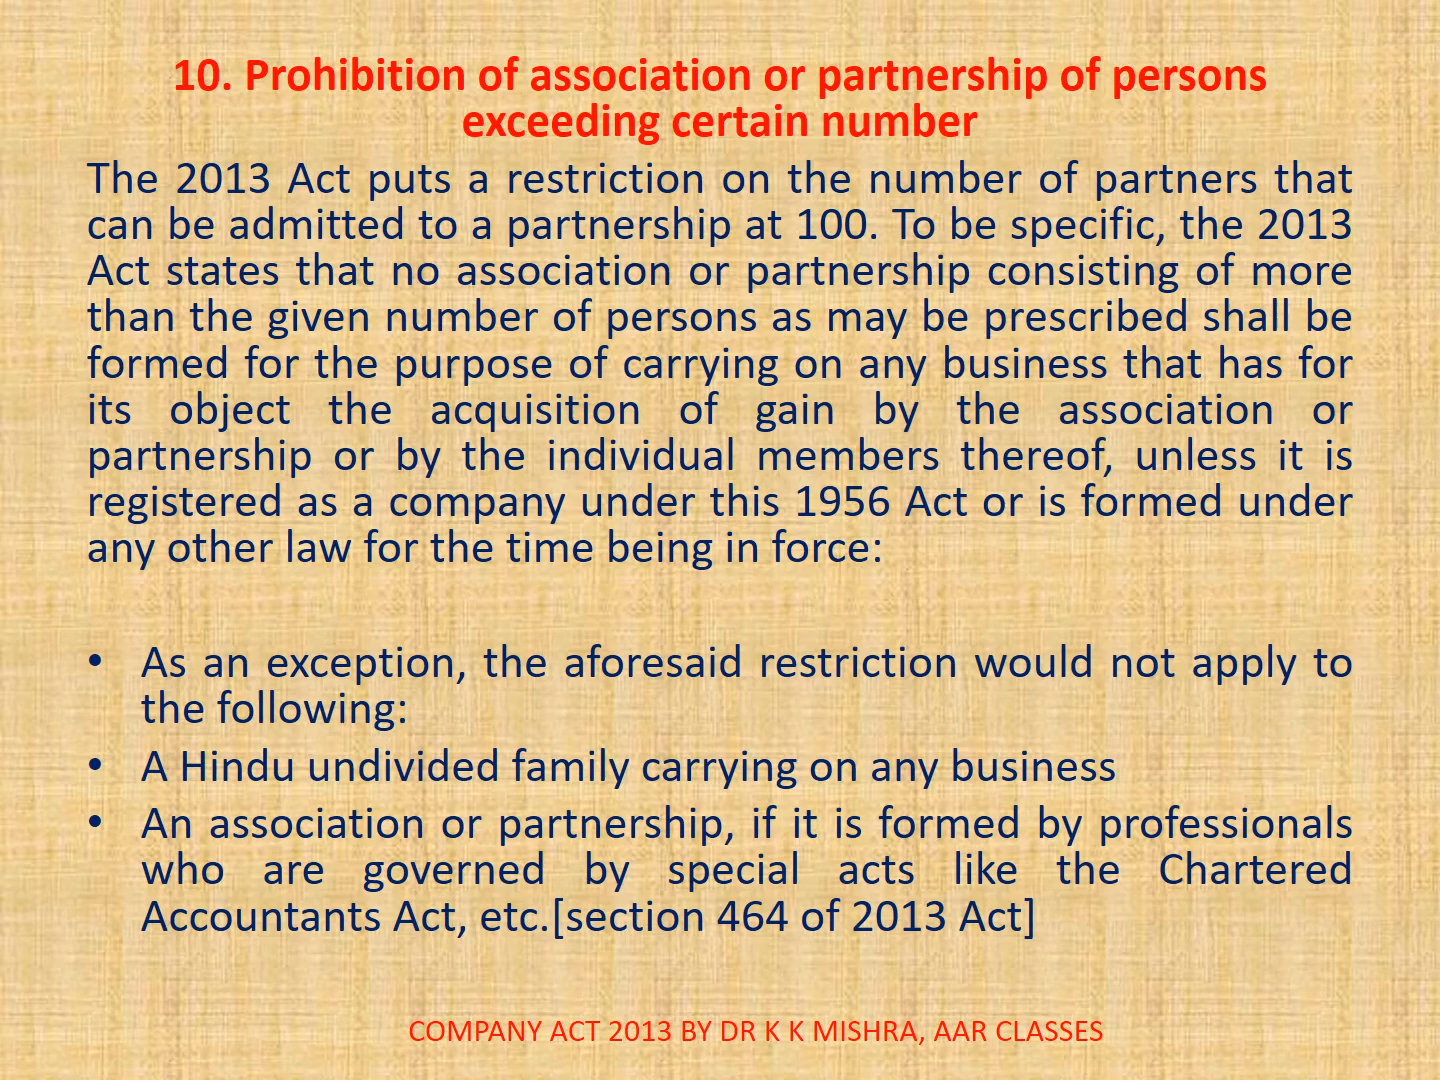 10. Prohibition of association or partnership of persons
exceeding certain number
The 2013 Act puts a restriction on the number of partners that
can be admitted to a partnership at 100. To be specific, the 2013
Act states that no association or partnership consisting of more
than the given number of persons as may be prescribed shall be
formed for the purpose of carrying on any business that has for
its object the acquisition of gain by the association or
partnership or by the individual members thereof, unless it is
registered as a company under this 1956 Act or is formed under
any other law for the time being in force:
• As an exception, the aforesaid restriction would not apply to
the following:
• A Hindu undivided family carrying on any business
• An association or partnership, if it is formed by professionals
who are governed by special acts like the Chartered
Accountants Act, etc.[section 464 of 2013 Act]
COMPANY ACT 2013 BY DR K K MISHRA, AAR CLASSES